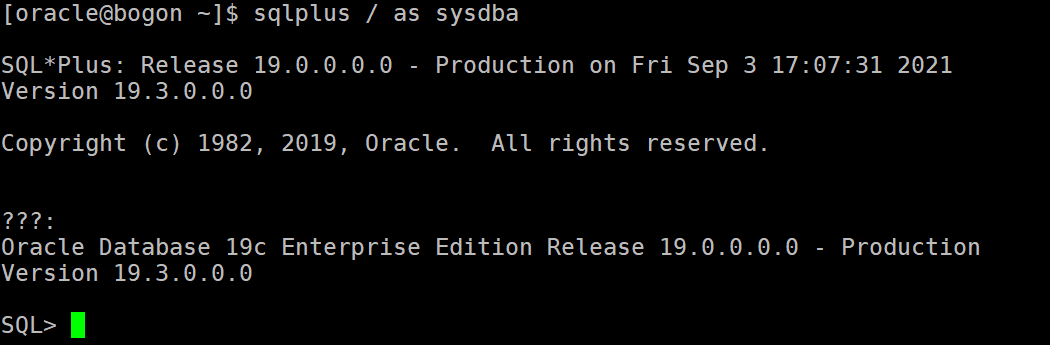 [oracle@bogon ~]$ sqlplus / as sysdba
SQL*Plus: Release 19.0.0.0.0 - Production on Fri Sep 3 17:07:31 2021
Version 19.3.0.0.0
Copyright (c) 1982, 2019, Oracle.  All rights reserved.
???:
Oracle Database 19c Enterprise Edition Release 19.0.0.0.0 - Production
Version 19.3.0.0.0
SQL>